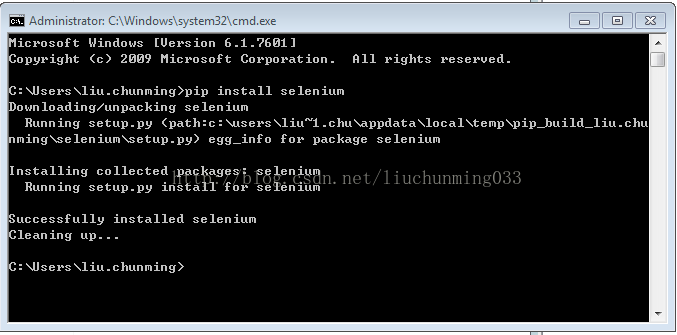 Administrator: C:\Windows\system32\cmd.exe
Microsoft Windows [Version 6.1.7601]
Copyright (c) 2009 Microsoft Corporation.  All rights reserved.
C:\Users\liu.chunming>pip install selenium
Downloading/unpacking selenium
  Running setup.py (path:c:\users\liu~1.chu\appdata\local\temp\pip_build_liu.chu
nming\selenium\setup.py) egg_info for package selenium
Installing collected packages: selenium
http://blog.csdn.net/liuchunming033
  Running setup.py install for selenium
Successfully installed selenium
Cleaning up...
C:\Users\liu.chunming>